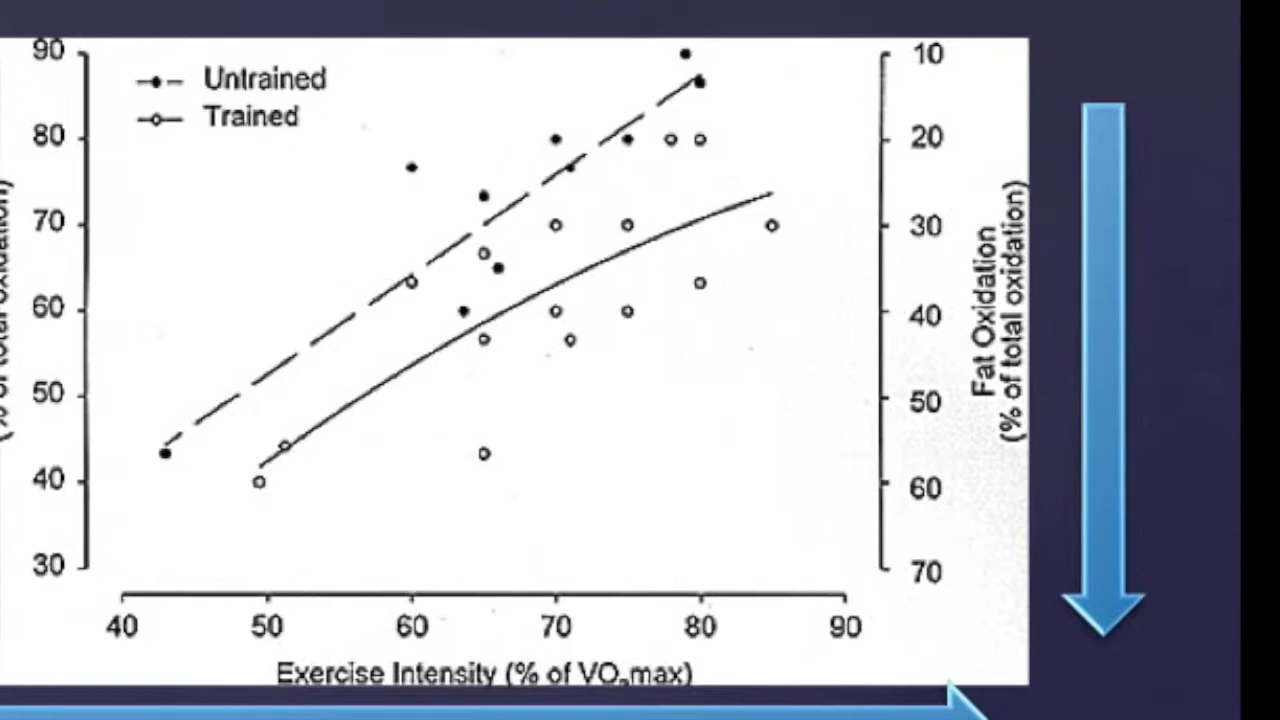 Untrained
Trained
90
80
70
60
50
40
30
10
20
30
40
50
60
70
Fat Oxidation
(% of total oxidation)
40 50 60 70 80 90
Exercise Intensity (% of VO₂max)